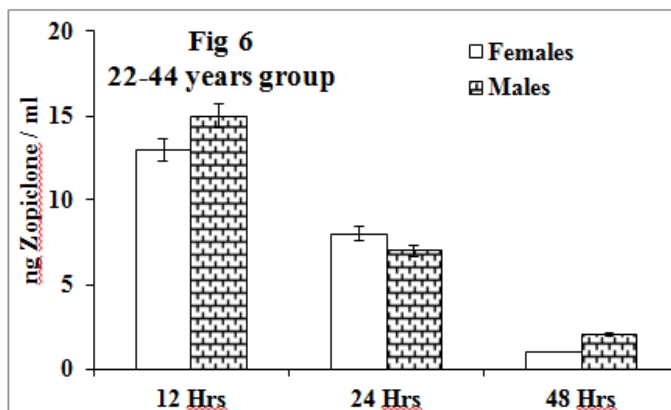 20
Fig 6
22-44 years group
Females
Males
15
10
5
0
ng Zopiclone / ml
12 Hrs
24 Hrs
48 Hrs